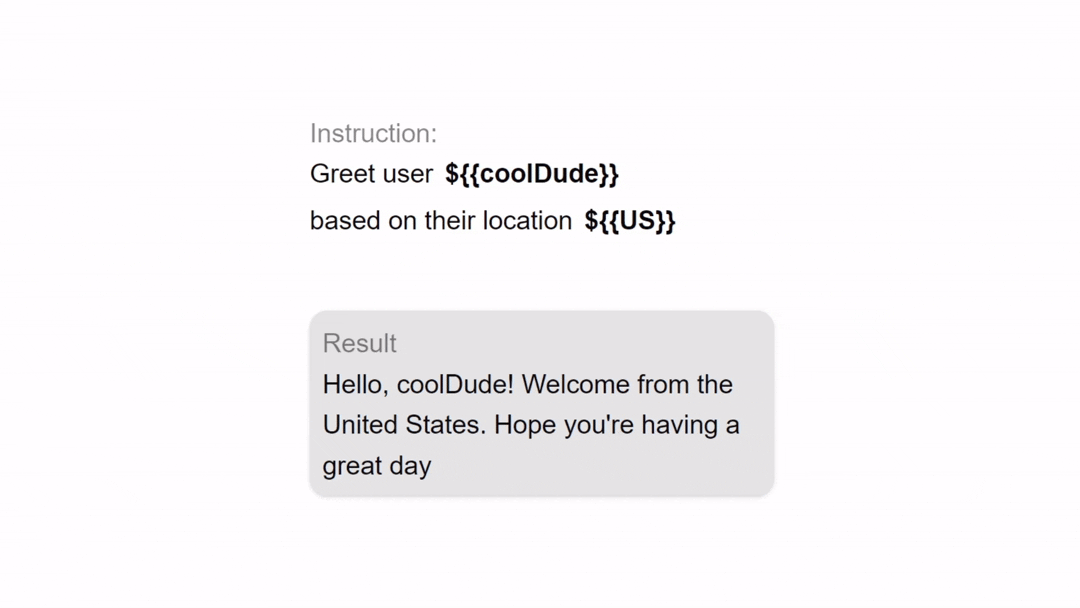 Instruction:
Greet user ${{coolDude}}
based on their location ${{US}}
Result
Hello, coolDude! Welcome from the
United States. Hope you're having a
great day